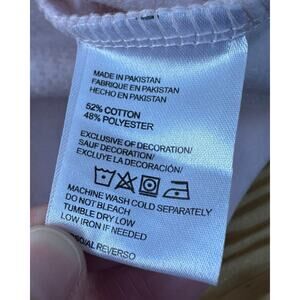 MADE IN PAKISTAN
FABRIQUE EN PAKISTAN
HECHO EN PAKISTAN
52% COTTON
48% POLYESTER
EXCLUSIVE OF DECORATION/
SAUF DECORATION/
EXCLUYE LA DECORACIÓN/
MACHINE WASH COLD SEPARATELY
DO NOT BLEACH
TUMBLE DRY LOW
LOW IRON IF NEEDED
REVERSO